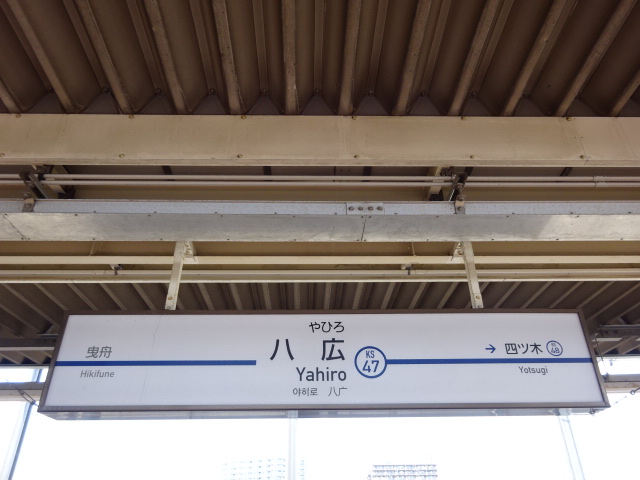 曳舟
Hikifune
やひろ
八広
Yahiro
야히로 八广
KS
47
→ 四ツ木
KS
48
Yotsugi